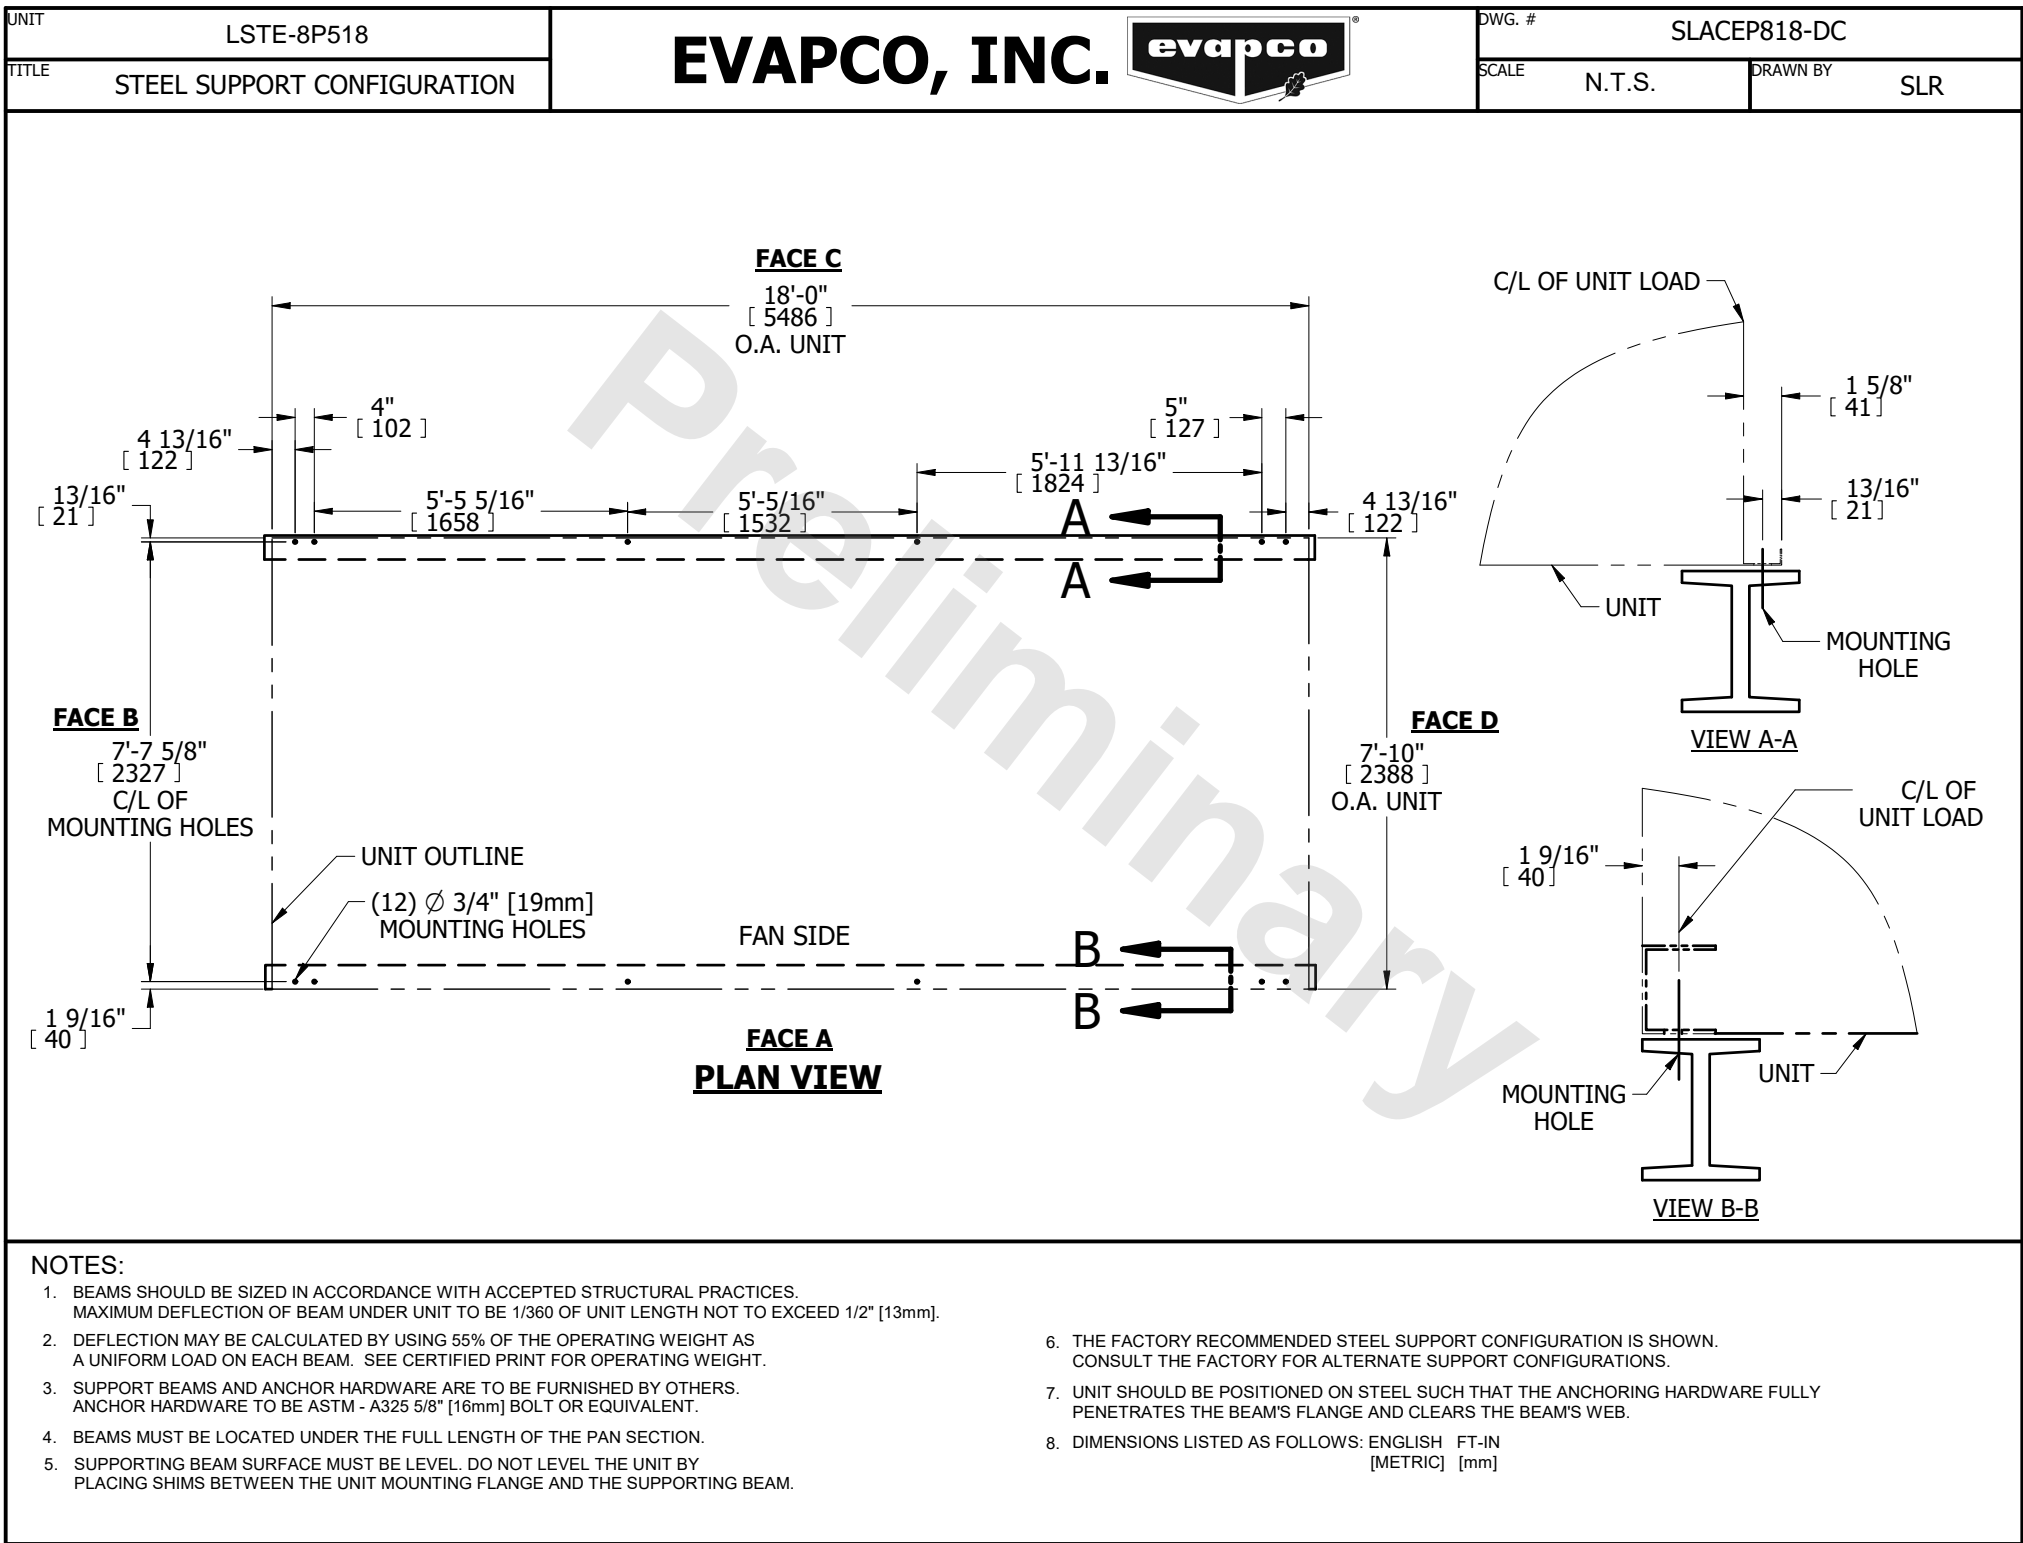 UNIT
LSTE-8P518
TITLE
STEEL SUPPORT CONFIGURATION
EVAPCO, INC.
evapco
®
DWG. #
SLACEP818-DC
SCALE
N.T.S.
DRAWN BY
SLR
FACE C
18'-0"
[ 5486 ]
O.A. UNIT
4"
[ 102 ]
5"
[ 127 ]
4 13/16"
[ 122 ]
13/16"
[ 21 ]
5'-5 5/16"
[ 1658 ]
5'-5/16"
[ 1532 ]
5'-11 13/16"
[ 1824 ]
4 13/16"
[ 122 ]
A
A
FACE B
7'-7 5/8"
[ 2327 ]
C/L OF
MOUNTING HOLES
FACE D
7'-10"
[ 2388 ]
O.A. UNIT
UNIT OUTLINE
(12) ∅ 3/4" [19mm]
MOUNTING HOLES
FAN SIDE
B
B
1 9/16"
[ 40 ]
FACE A
PLAN VIEW
Preliminary
C/L OF UNIT LOAD
1 5/8"
[ 41 ]
13/16"
[ 21 ]
UNIT
MOUNTING
HOLE
VIEW A-A
C/L OF
UNIT LOAD
1 9/16"
[ 40 ]
UNIT
MOUNTING
HOLE
VIEW B-B
NOTES:
1. BEAMS SHOULD BE SIZED IN ACCORDANCE WITH ACCEPTED STRUCTURAL PRACTICES.
MAXIMUM DEFLECTION OF BEAM UNDER UNIT TO BE 1/360 OF UNIT LENGTH NOT TO EXCEED 1/2" [13mm].
2. DEFLECTION MAY BE CALCULATED BY USING 55% OF THE OPERATING WEIGHT AS
A UNIFORM LOAD ON EACH BEAM. SEE CERTIFIED PRINT FOR OPERATING WEIGHT.
3. SUPPORT BEAMS AND ANCHOR HARDWARE ARE TO BE FURNISHED BY OTHERS.
ANCHOR HARDWARE TO BE ASTM - A325 5/8" [16mm] BOLT OR EQUIVALENT.
4. BEAMS MUST BE LOCATED UNDER THE FULL LENGTH OF THE PAN SECTION.
5. SUPPORTING BEAM SURFACE MUST BE LEVEL. DO NOT LEVEL THE UNIT BY
PLACING SHIMS BETWEEN THE UNIT MOUNTING FLANGE AND THE SUPPORTING BEAM.
6. THE FACTORY RECOMMENDED STEEL SUPPORT CONFIGURATION IS SHOWN.
CONSULT THE FACTORY FOR ALTERNATE SUPPORT CONFIGURATIONS.
7. UNIT SHOULD BE POSITIONED ON STEEL SUCH THAT THE ANCHORING HARDWARE FULLY
PENETRATES THE BEAM'S FLANGE AND CLEARS THE BEAM'S WEB.
8. DIMENSIONS LISTED AS FOLLOWS: ENGLISH FT-IN
[METRIC] [mm]